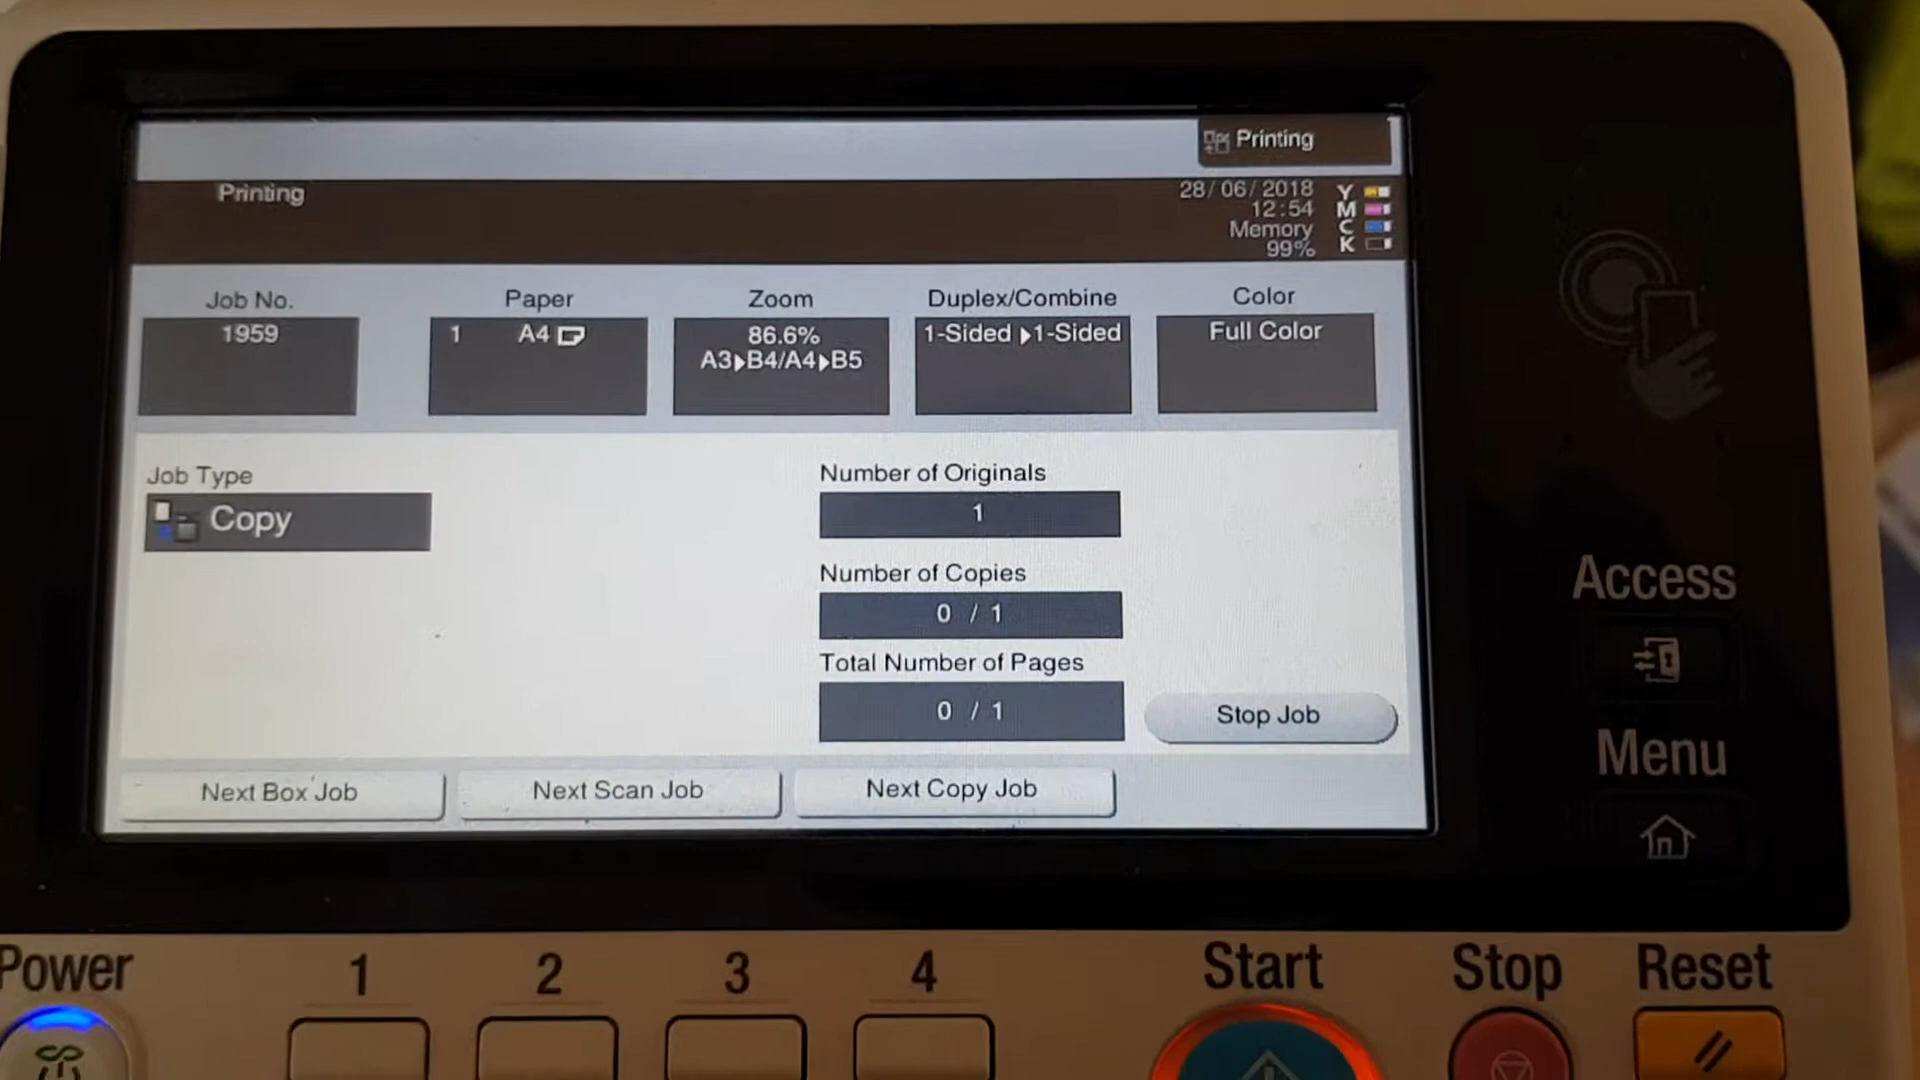 Printing
Printing
28/06/2018
12:54
Memory
99%
Y
M
C
K
Job No.
1959
Paper
1 A4
Zoom
86.6%
A3▶B4/A4▶B5
Duplex/Combine
1-Sided ▶1-Sided
Color
Full Color
Job Type
Copy
Number of Originals
1
Number of Copies
0 / 1
Total Number of Pages
0 / 1
Stop Job
Next Box Job
Next Scan Job
Next Copy Job
Access
Menu
Power
1
2
3
4
Start
Stop
Reset